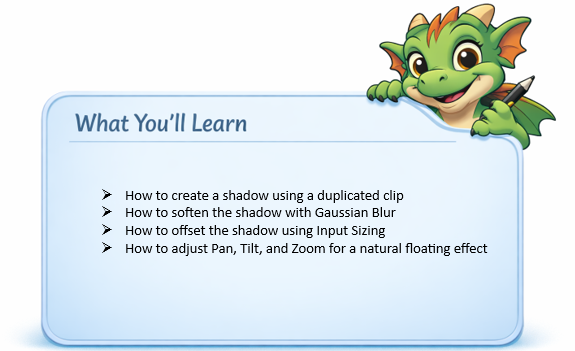 What You'll Learn
➢ How to create a shadow using a duplicated clip
➢ How to soften the shadow with Gaussian Blur
➢ How to offset the shadow using Input Sizing
➢ How to adjust Pan, Tilt, and Zoom for a natural floating effect